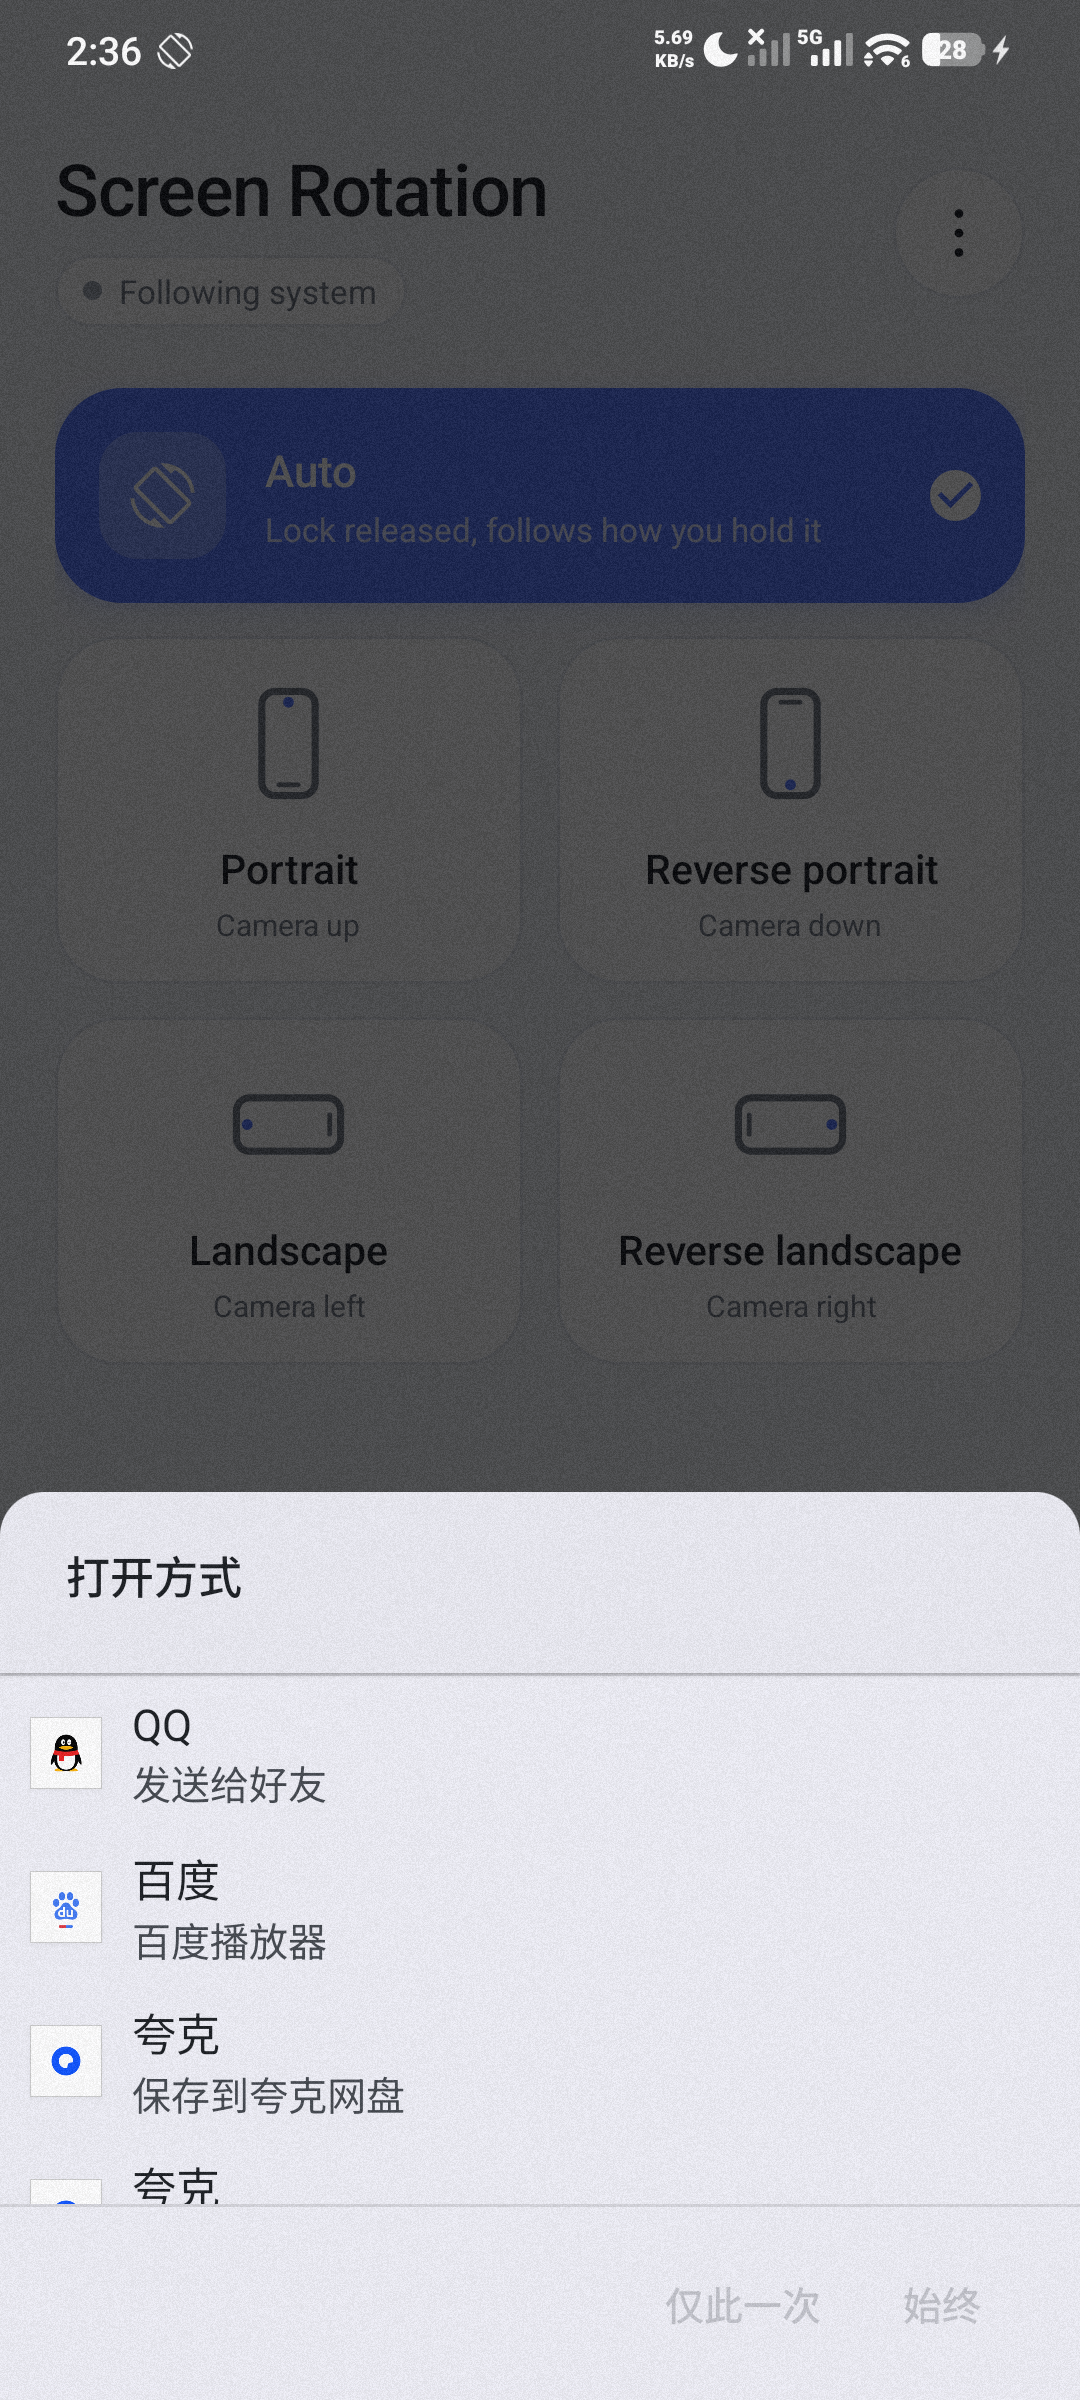 2:36
5.69 KB/s
5G
6
28
Screen Rotation
Following system
Auto
Lock released, follows how you hold it
Portrait
Camera up
Reverse portrait
Camera down
Landscape
Camera left
Reverse landscape
Camera right
打开方式
QQ
发送给好友
百度
百度播放器
夸克
保存到夸克网盘
夸克
仅此一次
始终